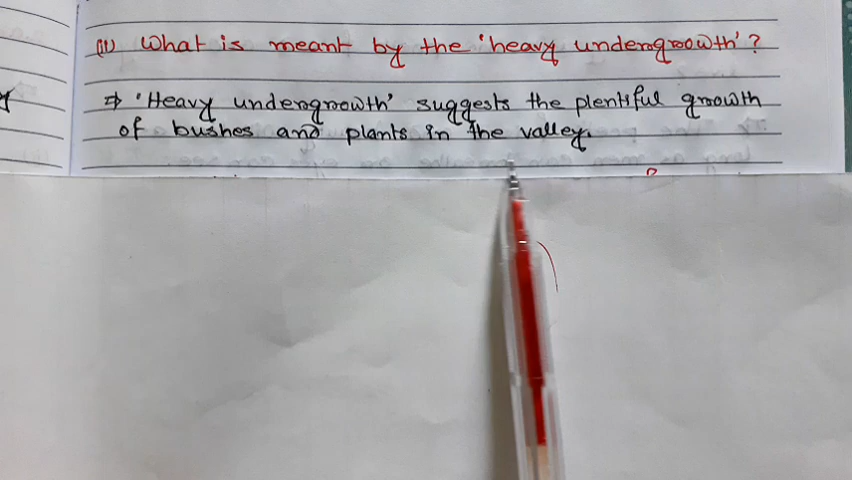 (11) What is meant by the 'heavy undergrowth'?
⇒ 'Heavy undergrowth' suggests the plentiful growth
of bushes and plants in the valley.